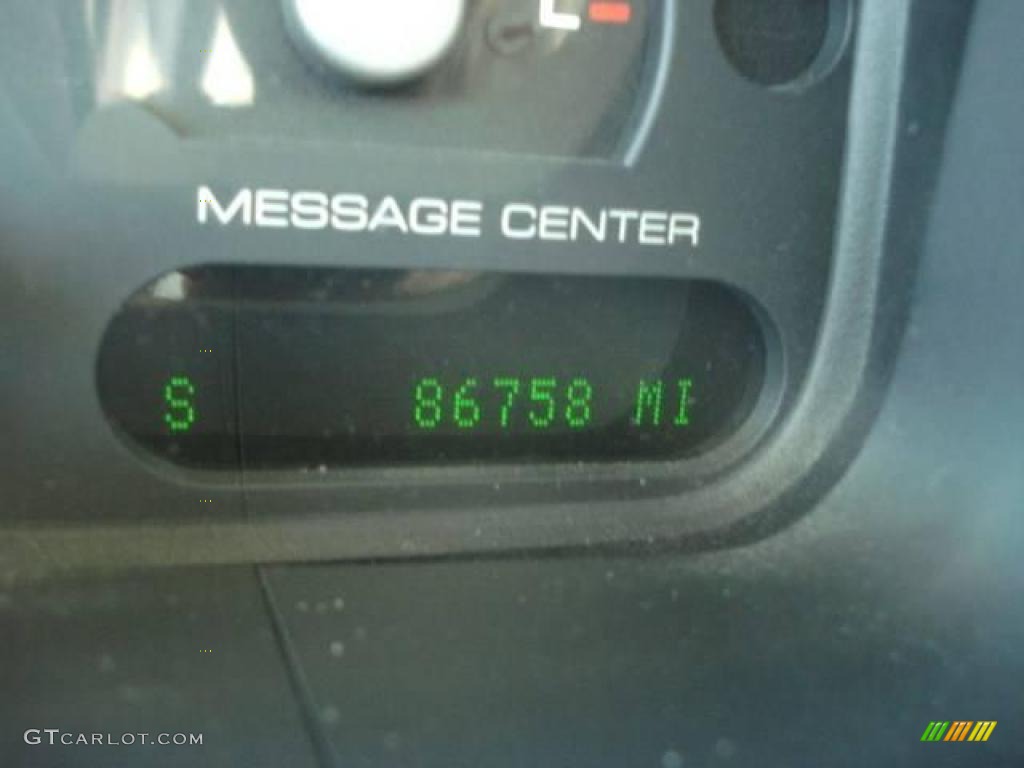 L
MESSAGE CENTER
S 86758 MI
GTCARLOT.COM